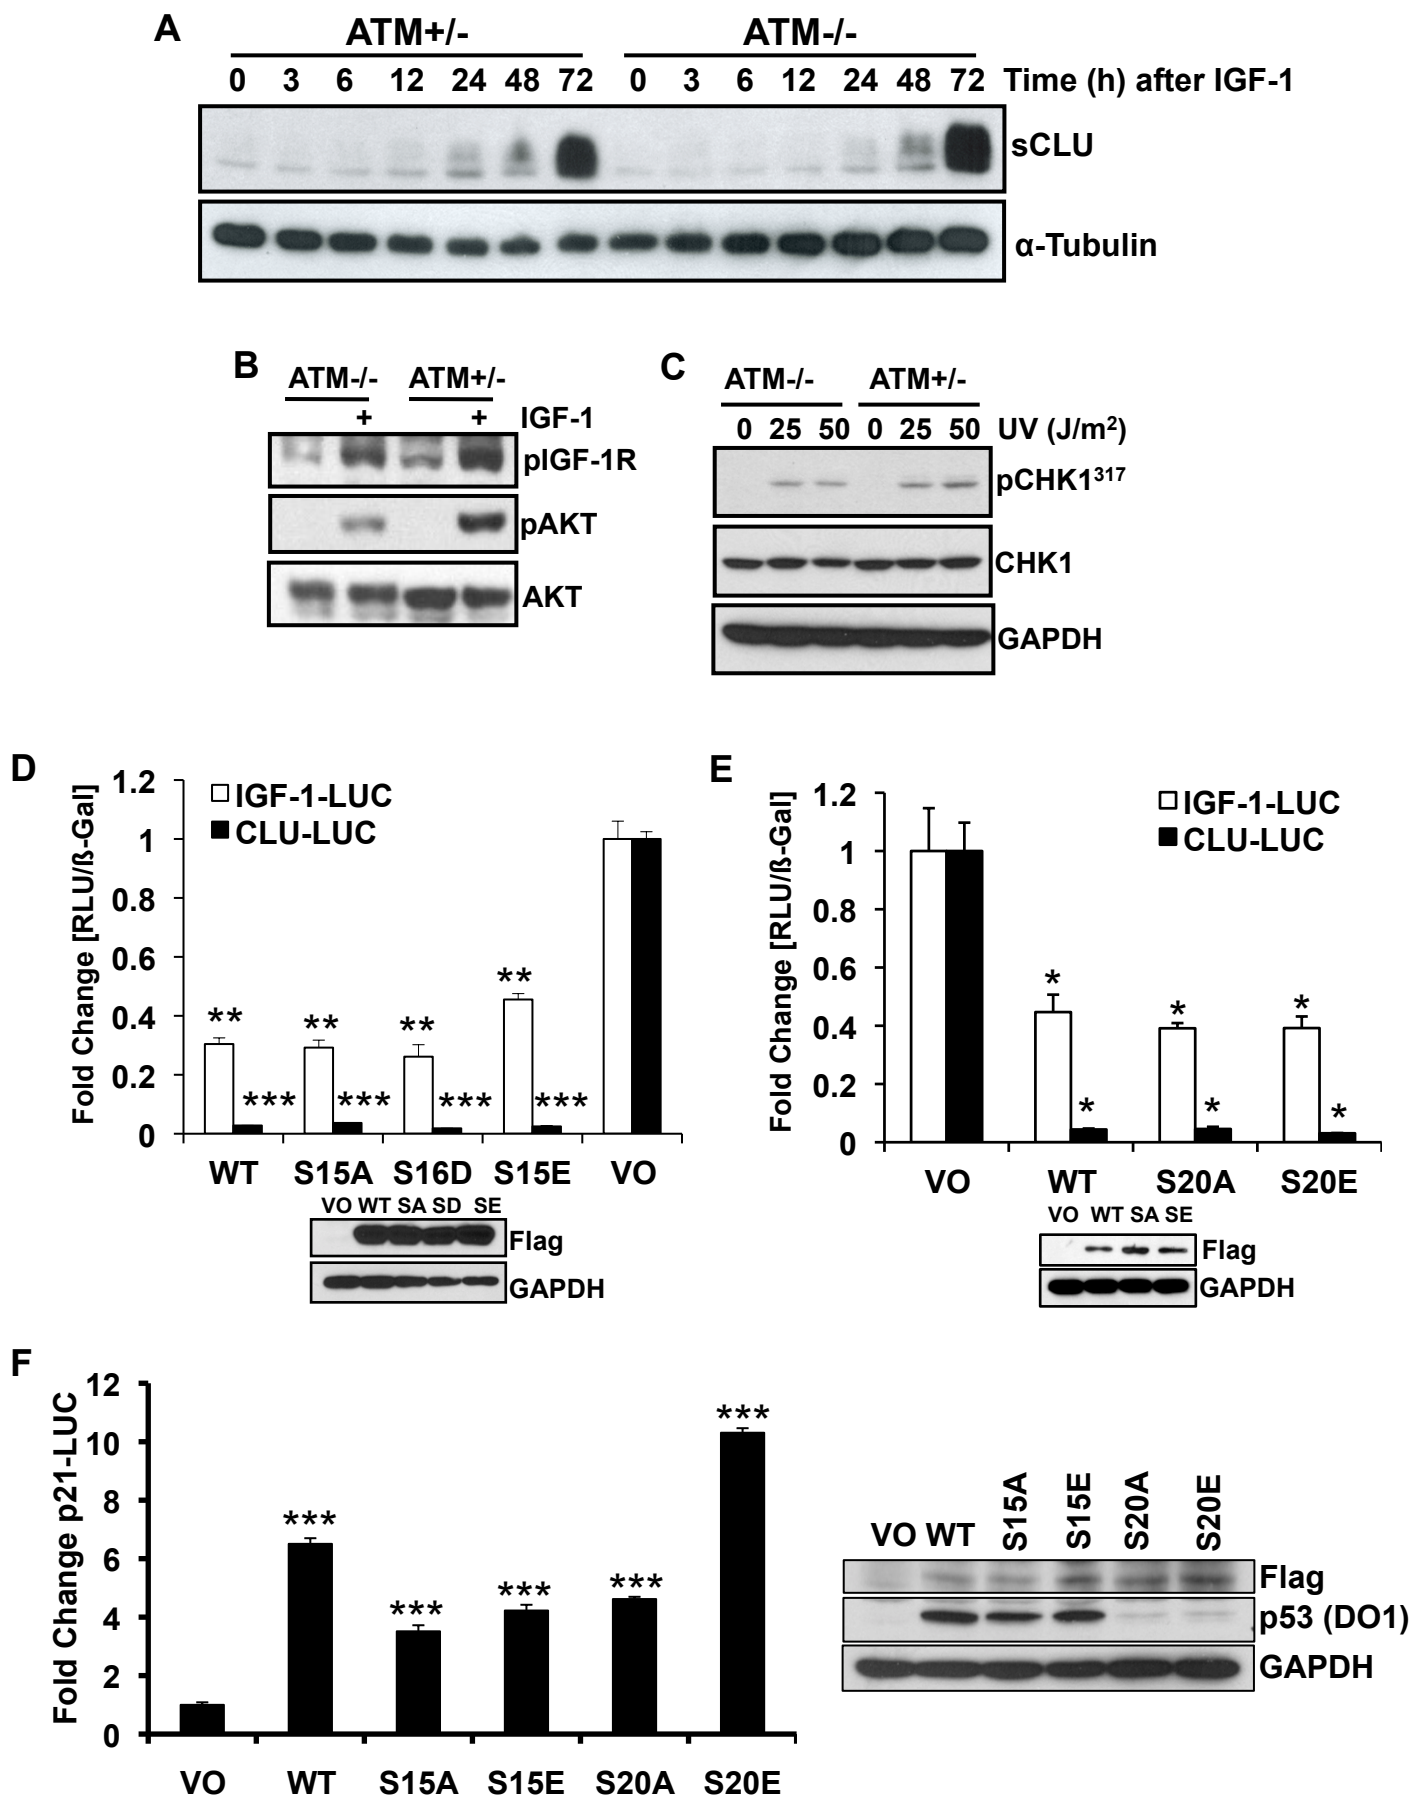 A
ATM+/- ATM-/-
0 3 6 12 24 48 72 0 3 6 12 24 48 72 Time (h) after IGF-1
sCLU
α-Tubulin
B
ATM-/- ATM+/-
+ + IGF-1
pIGF-1R
pAKT
AKT
C
ATM-/- ATM+/-
0 25 50 0 25 50 UV (J/m²)
pCHK1³¹⁷
CHK1
GAPDH
D
Fold Change [RLU/ß-Gal]
1.2
1
0.8
0.6
0.4
0.2
0
IGF-1-LUC
CLU-LUC
** *** ** *** ** *** ** ***
WT S15A S16D S15E VO
VO WT SA SD SE
Flag
GAPDH
E
Fold Change [RLU/ß-Gal]
1.2
1
0.8
0.6
0.4
0.2
0
IGF-1-LUC
CLU-LUC
* * * * * *
VO WT S20A S20E
VO WT SA SE
Flag
GAPDH
F
Fold Change p21-LUC
12
10
8
6
4
2
0
*** *** *** *** ***
VO WT S15A S15E S20A S20E
VO WT S15A S15E S20A S20E
Flag
p53 (DO1)
GAPDH